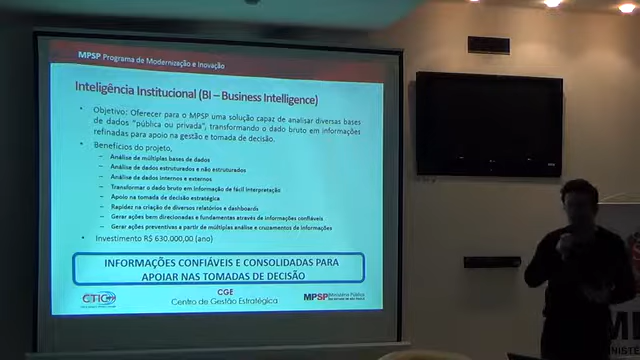 MPSP Programa de Modernização e Inovação
Inteligência Institucional (BI – Business Intelligence)
• Objetivo: Oferecer para o MPSP uma solução capaz de analisar diversas bases
de dados "pública ou privada", transformando o dado bruto em informações
refinadas para apoio na gestão e tomada de decisão.
• Benefícios do projeto,
– Análise de múltiplas bases de dados
– Análise de dados estruturados e não estruturados
– Análise de dados internos e externos
– Transformar o dado bruto em informação de fácil interpretação
– Apoio na tomada de decisão estratégica
– Rapidez na criação de diversos relatórios e dashboards
– Gerar ações bem direcionadas e fundamentas através de informações confiáveis
– Gerar ações preventivas a partir de múltiplas análise e cruzamentos de informações
• Investimento R$ 630.000,00 (ano)
INFORMAÇÕES CONFIÁVEIS E CONSOLIDADAS PARA
APOIAR NAS TOMADAS DE DECISÃO
CTIC
CGE
Centro de Gestão Estratégica
MPSP Ministério Público